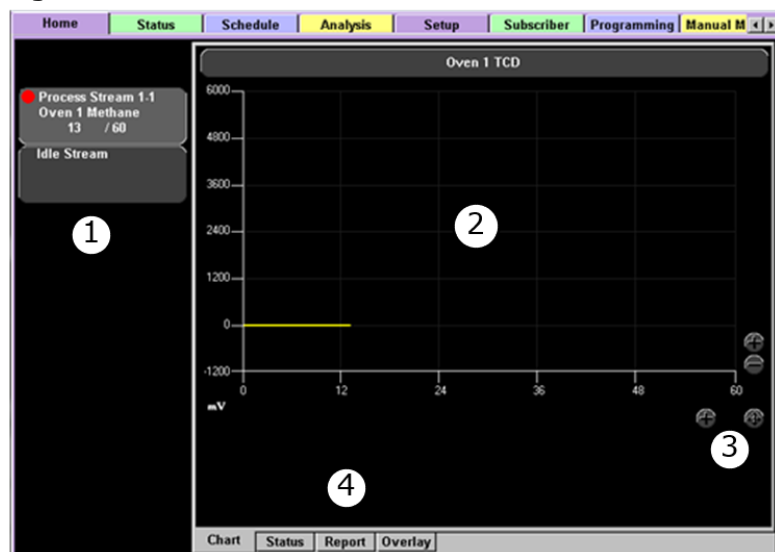 Home Status Schedule Analysis Setup Subscriber Programming Manual M
Oven 1 TCD
Process Stream 1-1
Oven 1 Methane
13 / 60
Idle Stream
1
6000
4800
3600
2400
1200
0
-1200
2
0 12 24 36 48 60
mV
3
4
Chart Status Report Overlay